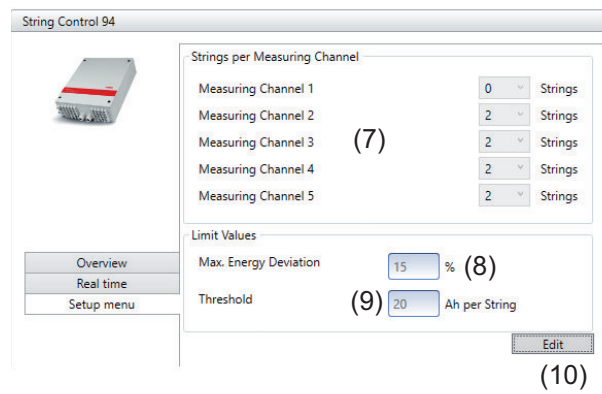 String Control 94
Strings per Measuring Channel
Measuring Channel 1 0 Strings
Measuring Channel 2 2 Strings
Measuring Channel 3 (7) 2 Strings
Measuring Channel 4 2 Strings
Measuring Channel 5 2 Strings
Limit Values
Max. Energy Deviation 15 % (8)
Threshold (9) 20 Ah per String
Overview
Real time
Setup menu
Edit
(10)